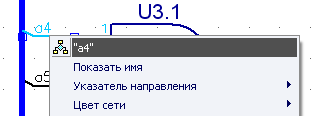 U3.1
a4
1
"a4"
Показать имя
a5
Указатель направления
Цвет сети